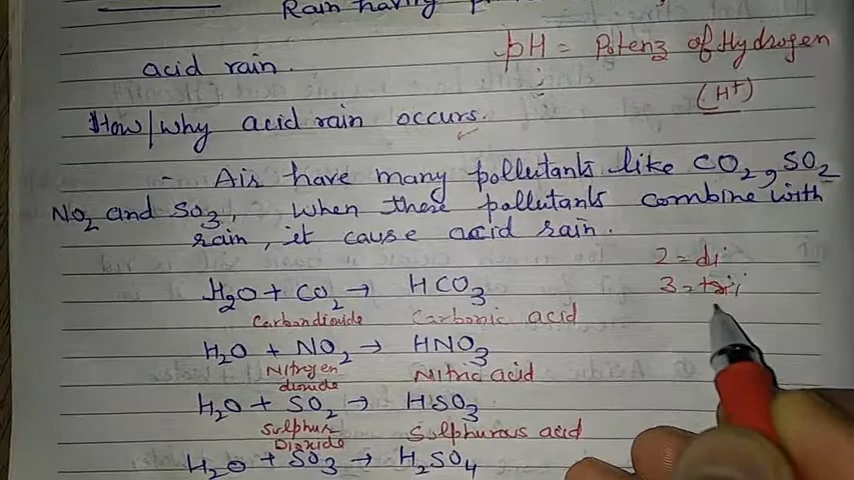 Rain having
acid rain.
pH = Potenz of Hydrogen
(H+)
How/why acid rain occurs.
- Air have many pollutants like CO2, SO2
NO2 and SO3, When these pollutants combine with
rain, it cause acid rain.
2 = di
3 = tri
H2O + CO2 → HCO3
Carbondioxide Carbonic acid
H2O + NO2 → HNO3
Nitrogen dioxide Nitric acid
H2O + SO2 → HSO3
Sulphur Dioxide Sulphurous acid
H2O + SO3 → H2SO4